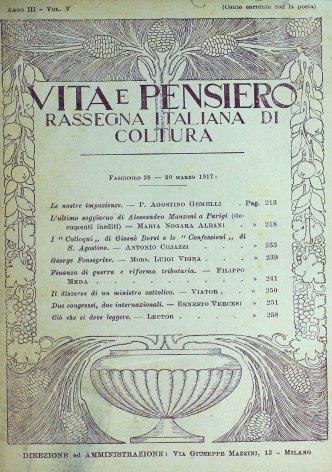 ANNO III - VOL. V (Conto corrente con la posta)
VITA E PENSIERO
RASSEGNA ITALIANA DI
COLTURA
FASCICOLO 38 — 20 MARZO 1917:
Le nostre impazienze. — P. AGOSTINO GEMELLI . Pag. 213
L'ultimo soggiorno di Alessandro Manzoni a Parigi (do-
cumenti inediti) — MARIA NOGARA ALBANI . . » 218
I " Colloqui „ di Giosuè Borsi e le " Confessioni „ di
S. Agostino. — ANTONIO COJAZZI . . . . » 233
George Fonsegrive. — MONS. LUIGI VIGNA . . . » 239
Finanza di guerra e riforma tributaria. — FILIPPO
MEDA . . . . . . . . . » 241
Il discorso di un ministro cattolico. — VIATOR . . » 250
Due congressi, due internazionali. — ERNESTO VERCESI » 251
Ciò che si deve leggere. — LECTOR . . . . » 258
DIREZIONE ed AMMINISTRAZIONE: VIA GIUSEPPE MAZZINI, 13 - MILANO